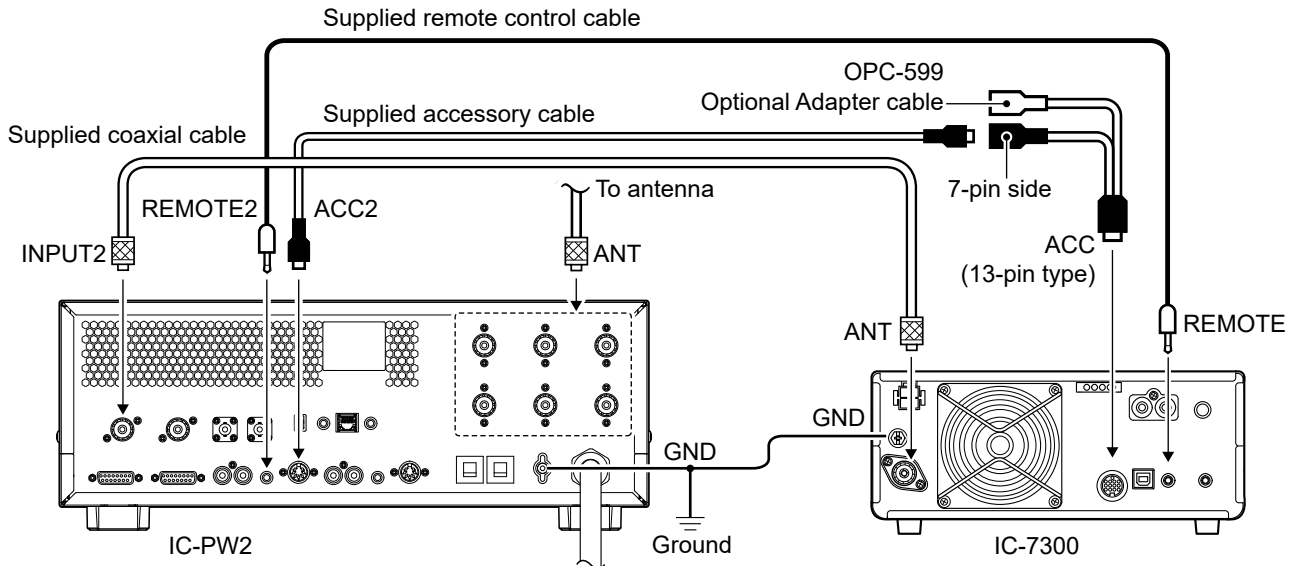 Supplied remote control cable
OPC-599
Optional Adapter cable
Supplied accessory cable
Supplied coaxial cable
To antenna
7-pin side
REMOTE2
ACC2
INPUT2
ANT
ACC
(13-pin type)
ANT
REMOTE
GND
GND
Ground
IC-PW2
IC-7300